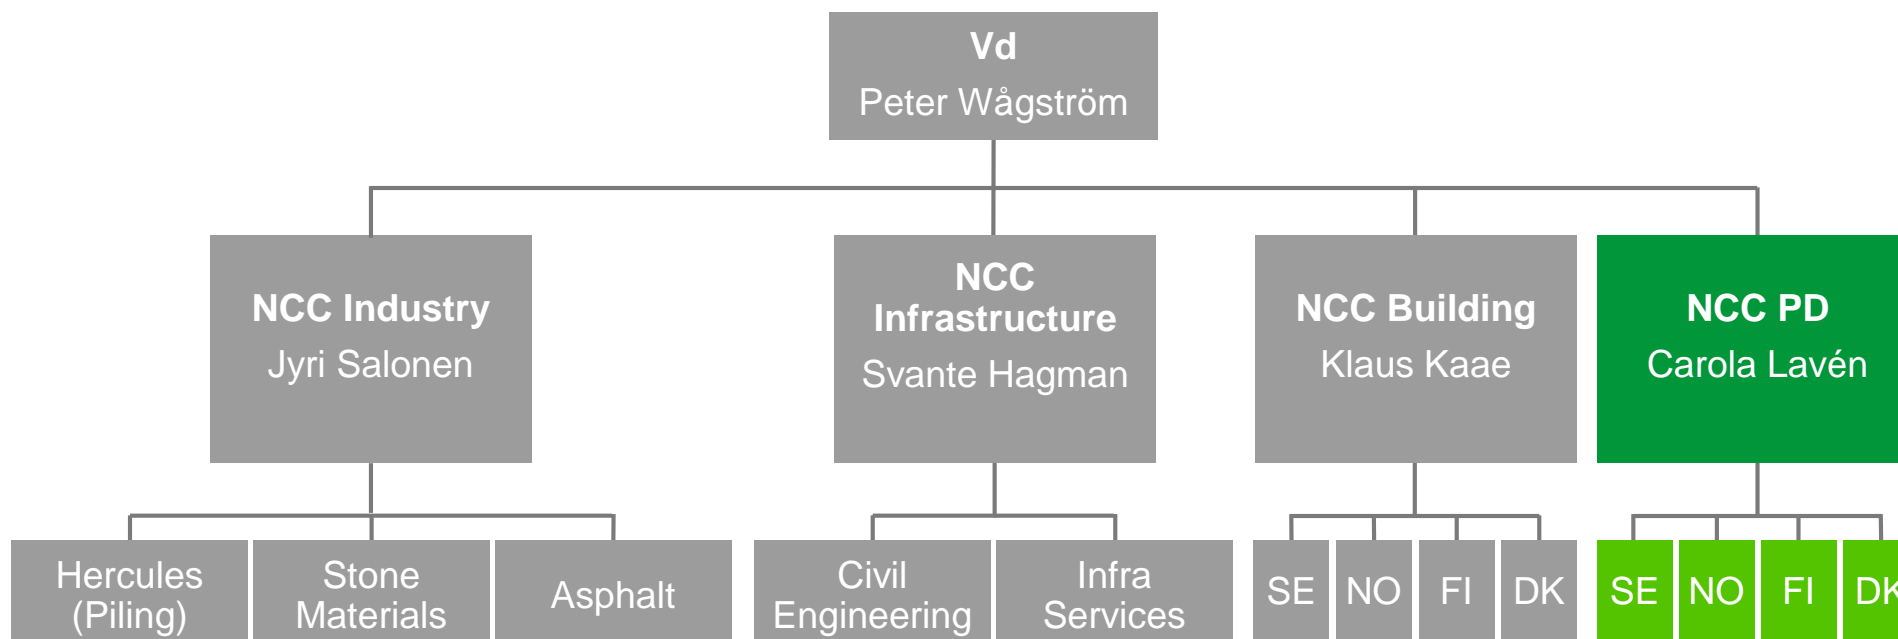 Vd
Peter Wågström
NCC Industry
Jyri Salonen
NCC
Infrastructure
Svante Hagman
NCC Building
Klaus Kaae
NCC PD
Carola Lavén
Hercules
(Piling)
Stone
Materials
Asphalt
Civil
Engineering
Infra
Services
SE
NO
FI
DK
SE
NO
FI
DK